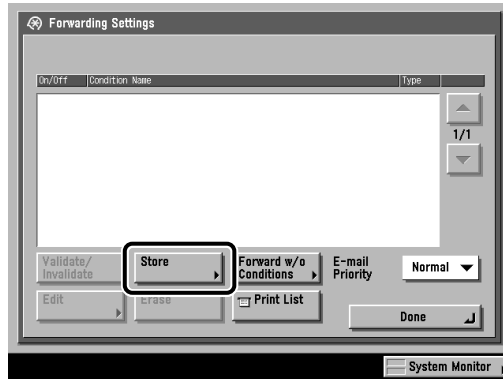 Forwarding Settings
On/Off Condition Name Type
1/1
Validate/
Invalidate
Store
Forward w/o
Conditions
E-mail
Priority
Normal
Edit
Erase
Print List
Done
System Monitor